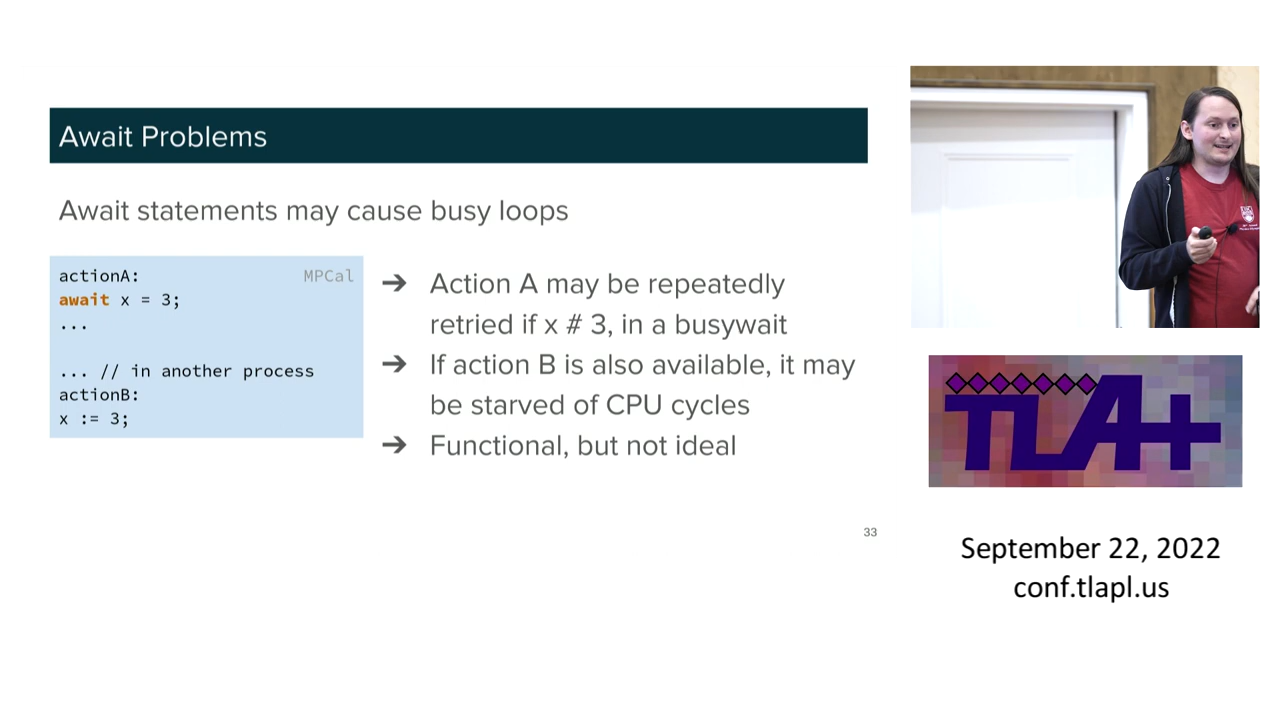 Await Problems
Await statements may cause busy loops
actionA: MPCal
await x = 3;
...
... // in another process
actionB:
x := 3;
➔ Action A may be repeatedly
retried if x # 3, in a busywait
➔ If action B is also available, it may
be starved of CPU cycles
➔ Functional, but not ideal
33
TLA+
September 22, 2022
conf.tlapl.us